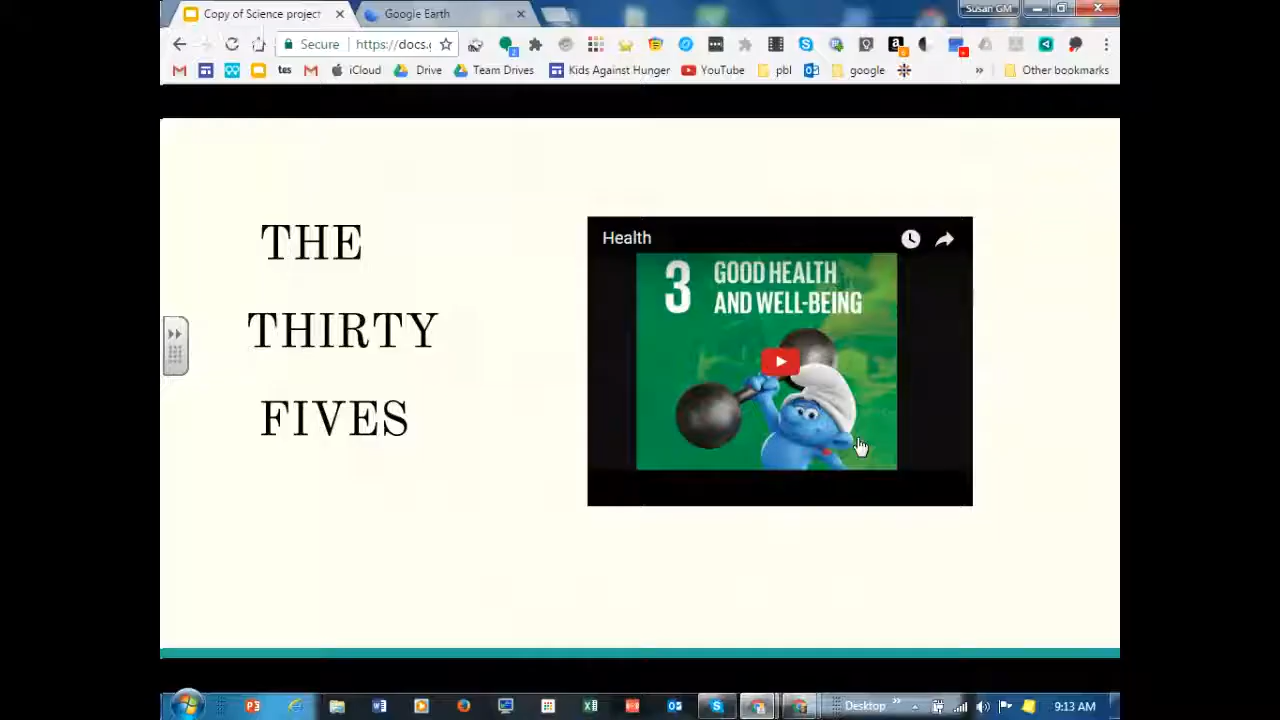 Copy of Science project
Google Earth
Susan GM
Secure
https://docs.g
tes
iCloud
Drive
Team Drives
Kids Against Hunger
YouTube
pbl
google
»
Other bookmarks
THE
THIRTY
FIVES
Health
3 GOOD HEALTH
AND WELL-BEING
Desktop
»
9:13 AM